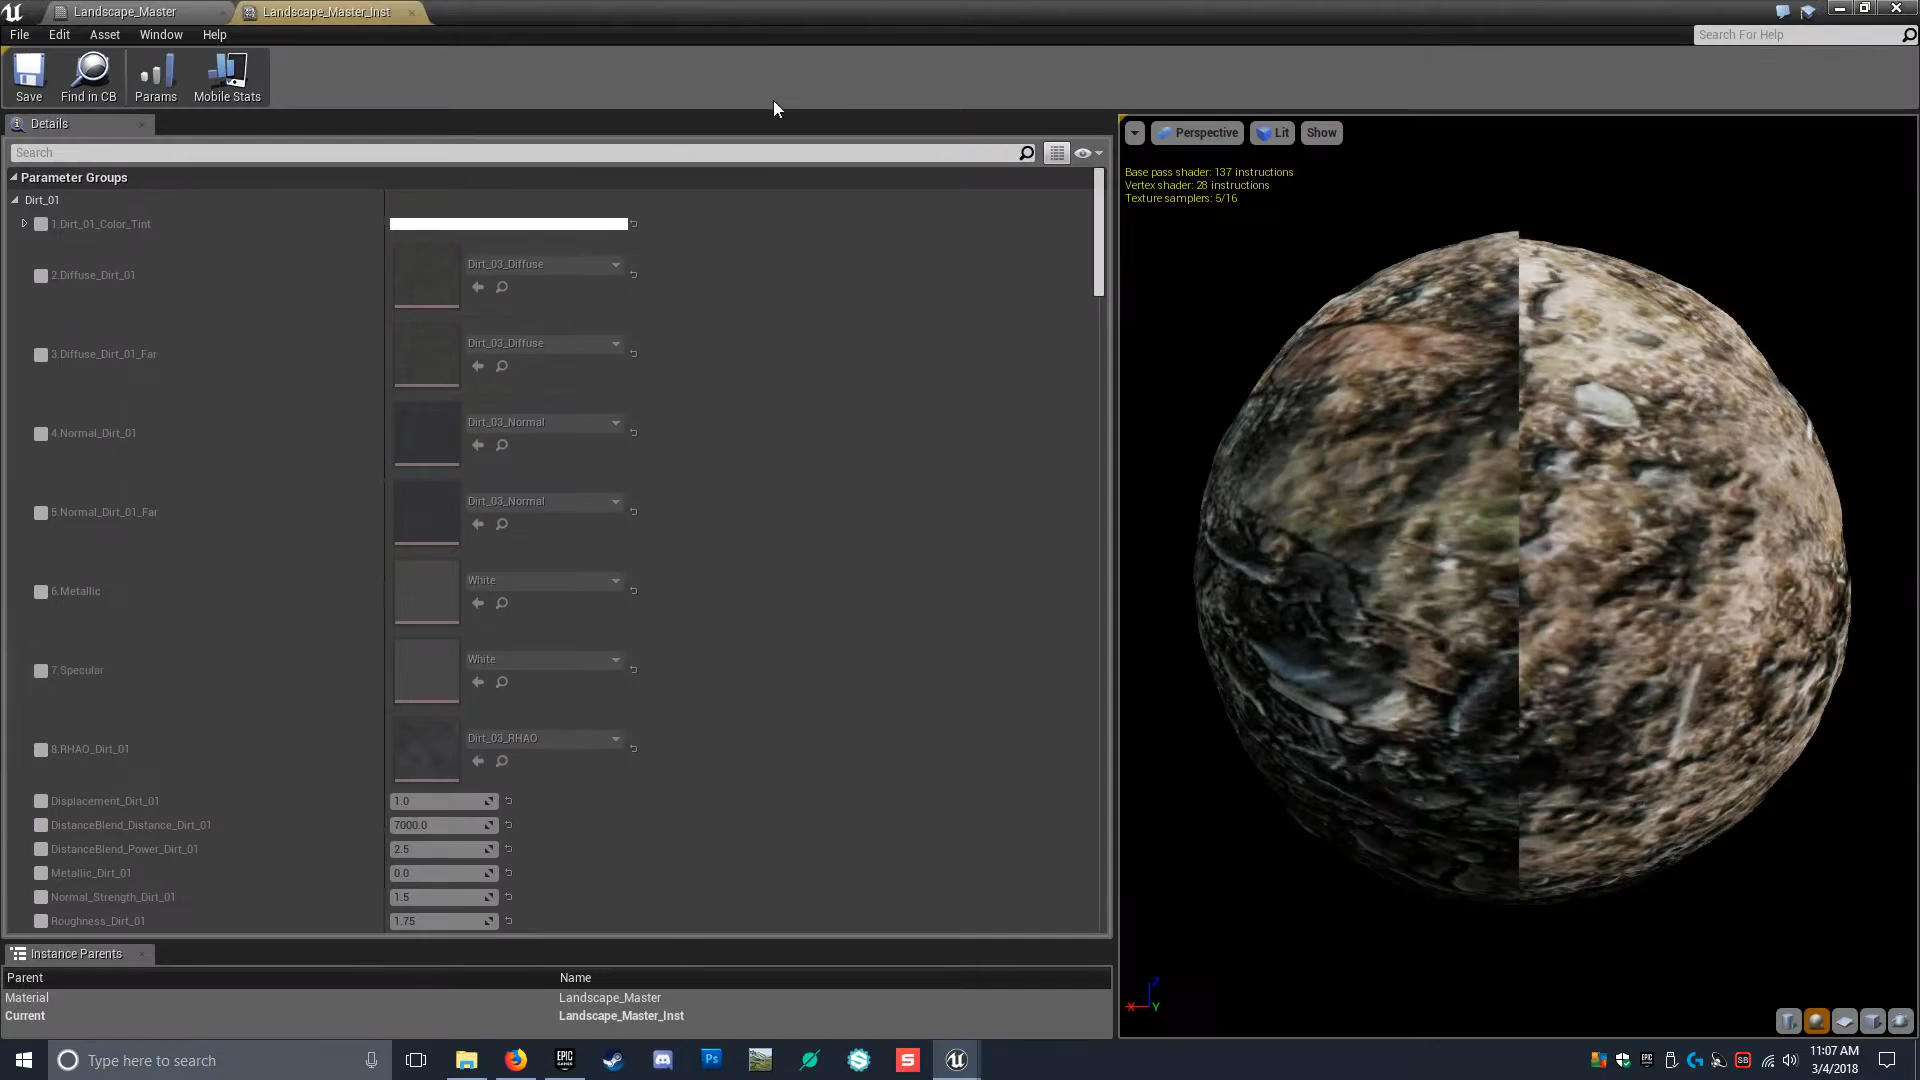 Landscape_Master
Landscape_Master_Inst
File
Edit
Asset
Window
Help
Search For Help
Save
Find in CB
Params
Mobile Stats
Details
Search
Parameter Groups
Dirt_01
1.Dirt_01_Color_Tint
2.Diffuse_Dirt_01
Dirt_03_Diffuse
3.Diffuse_Dirt_01_Far
Dirt_03_Diffuse
4.Normal_Dirt_01
Dirt_03_Normal
5.Normal_Dirt_01_Far
Dirt_03_Normal
6.Metallic
White
7.Specular
White
8.RHAO_Dirt_01
Dirt_03_RHAO
Displacement_Dirt_01
1.0
DistanceBlend_Distance_Dirt_01
7000.0
DistanceBlend_Power_Dirt_01
2.5
Metallic_Dirt_01
0.0
Normal_Strength_Dirt_01
1.5
Roughness_Dirt_01
1.75
Instance Parents
Parent
Name
Material
Landscape_Master
Current
Landscape_Master_Inst
Perspective
Lit
Show
Base pass shader: 137 instructions
Vertex shader: 28 instructions
Texture samplers: 5/16
Z
X
Y
Type here to search
EPIC
GAMES
Ps
S
11:07 AM
3/4/2018